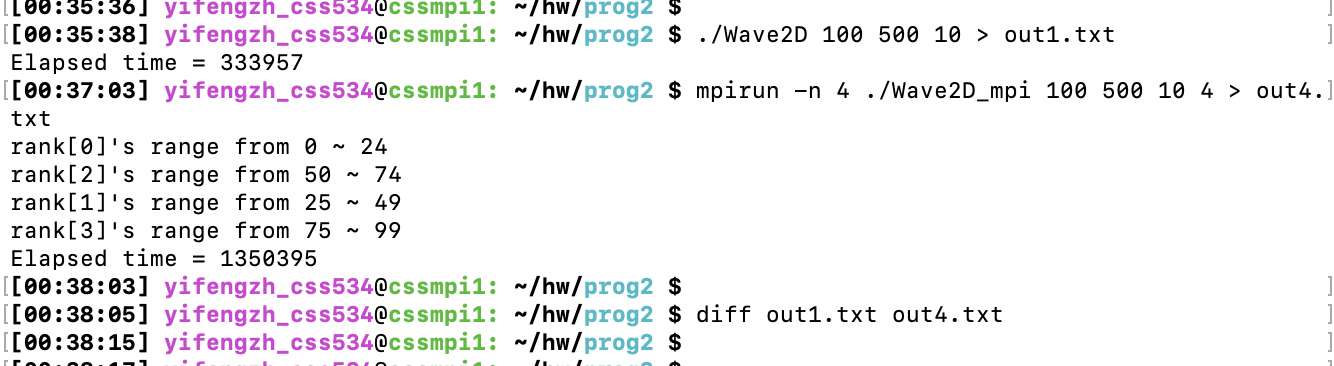 [[00:35:36] yifengzh_css534@cssmpi1: ~/hw/prog2 $ ]
[[00:35:38] yifengzh_css534@cssmpi1: ~/hw/prog2 $ ./Wave2D 100 500 10 > out1.txt ]
Elapsed time = 333957
[[00:37:03] yifengzh_css534@cssmpi1: ~/hw/prog2 $ mpirun -n 4 ./Wave2D_mpi 100 500 10 4 > out4.]
txt
rank[0]'s range from 0 ~ 24
rank[2]'s range from 50 ~ 74
rank[1]'s range from 25 ~ 49
rank[3]'s range from 75 ~ 99
Elapsed time = 1350395
[[00:38:03] yifengzh_css534@cssmpi1: ~/hw/prog2 $ ]
[[00:38:05] yifengzh_css534@cssmpi1: ~/hw/prog2 $ diff out1.txt out4.txt ]
[[00:38:15] yifengzh_css534@cssmpi1: ~/hw/prog2 $ ]